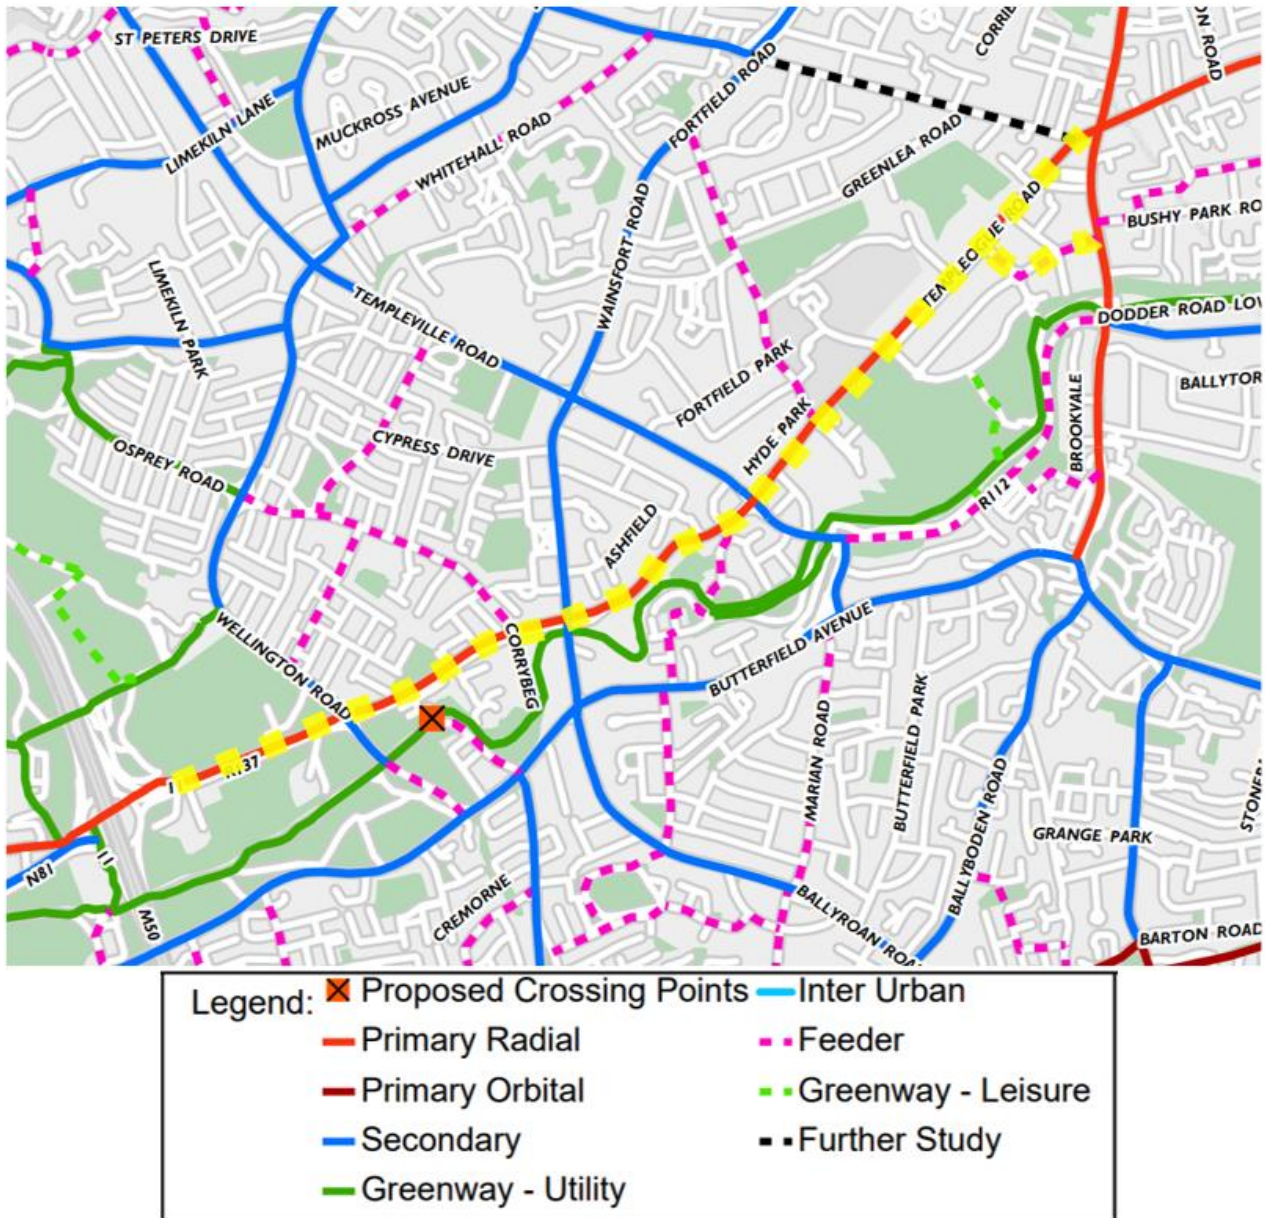 ST PETERS DRIVE
CORRIE
ON ROAD
MUCKROSS AVENUE
LIMEKILN LANE
WHITEHALL ROAD
FORTFIELD ROAD
GREENLEA ROAD
WAINSFORT ROAD
TEMPLEOGUE ROAD
BUSHY PARK RO
LIMEKILN PARK
TEMPLEVILLE ROAD
DODDER ROAD LOW
FORTFIELD PARK
BALLYTOR
HYDE PARK
BROOKVALE
CYPRESS DRIVE
OSPREY ROAD
R112
ASHFIELD
CORRYBEG
WELLINGTON ROAD
BUTTERFIELD AVENUE
MARIAN ROAD
BUTTERFIELD PARK
BALLYBODEN ROAD
GRANGE PARK
N81
11
M50
CREMORNE
BALLYROAN ROA
BARTON ROAD
Legend:
Proposed Crossing Points
Inter Urban
Primary Radial
Feeder
Primary Orbital
Greenway - Leisure
Secondary
Further Study
Greenway - Utility